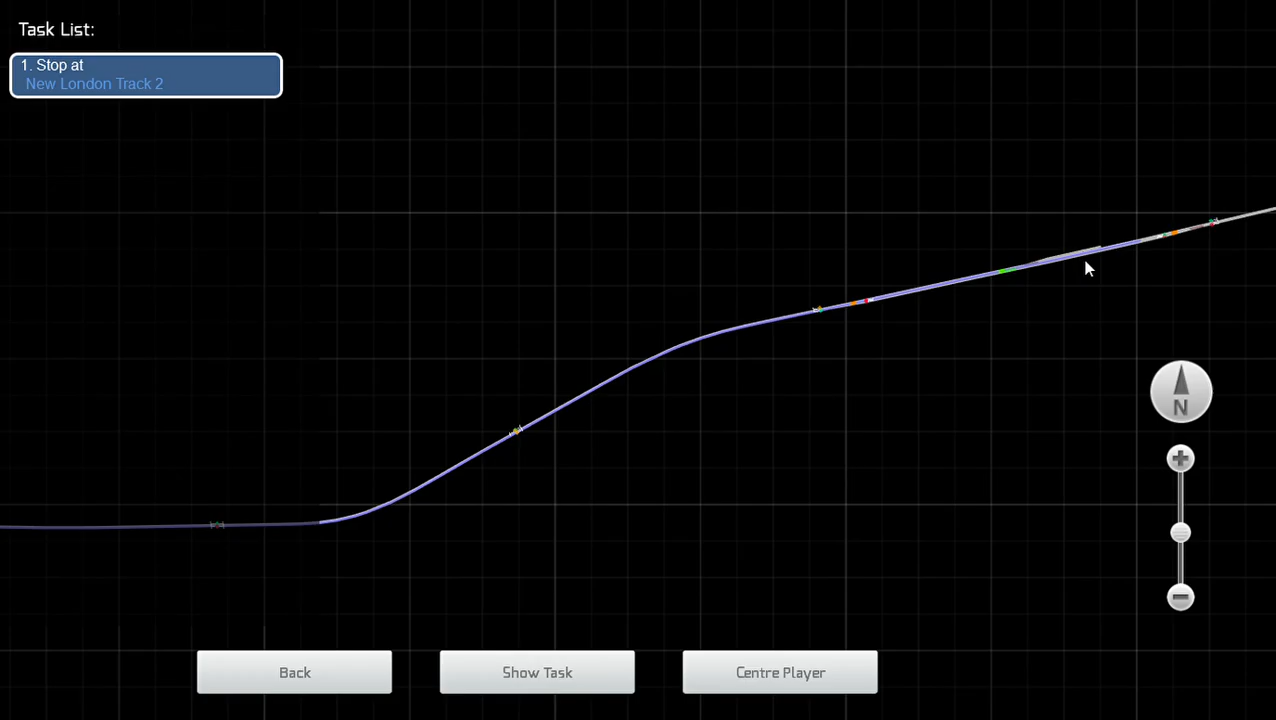 Task List:
1. Stop at
New London Track 2
N
Back
Show Task
Centre Player